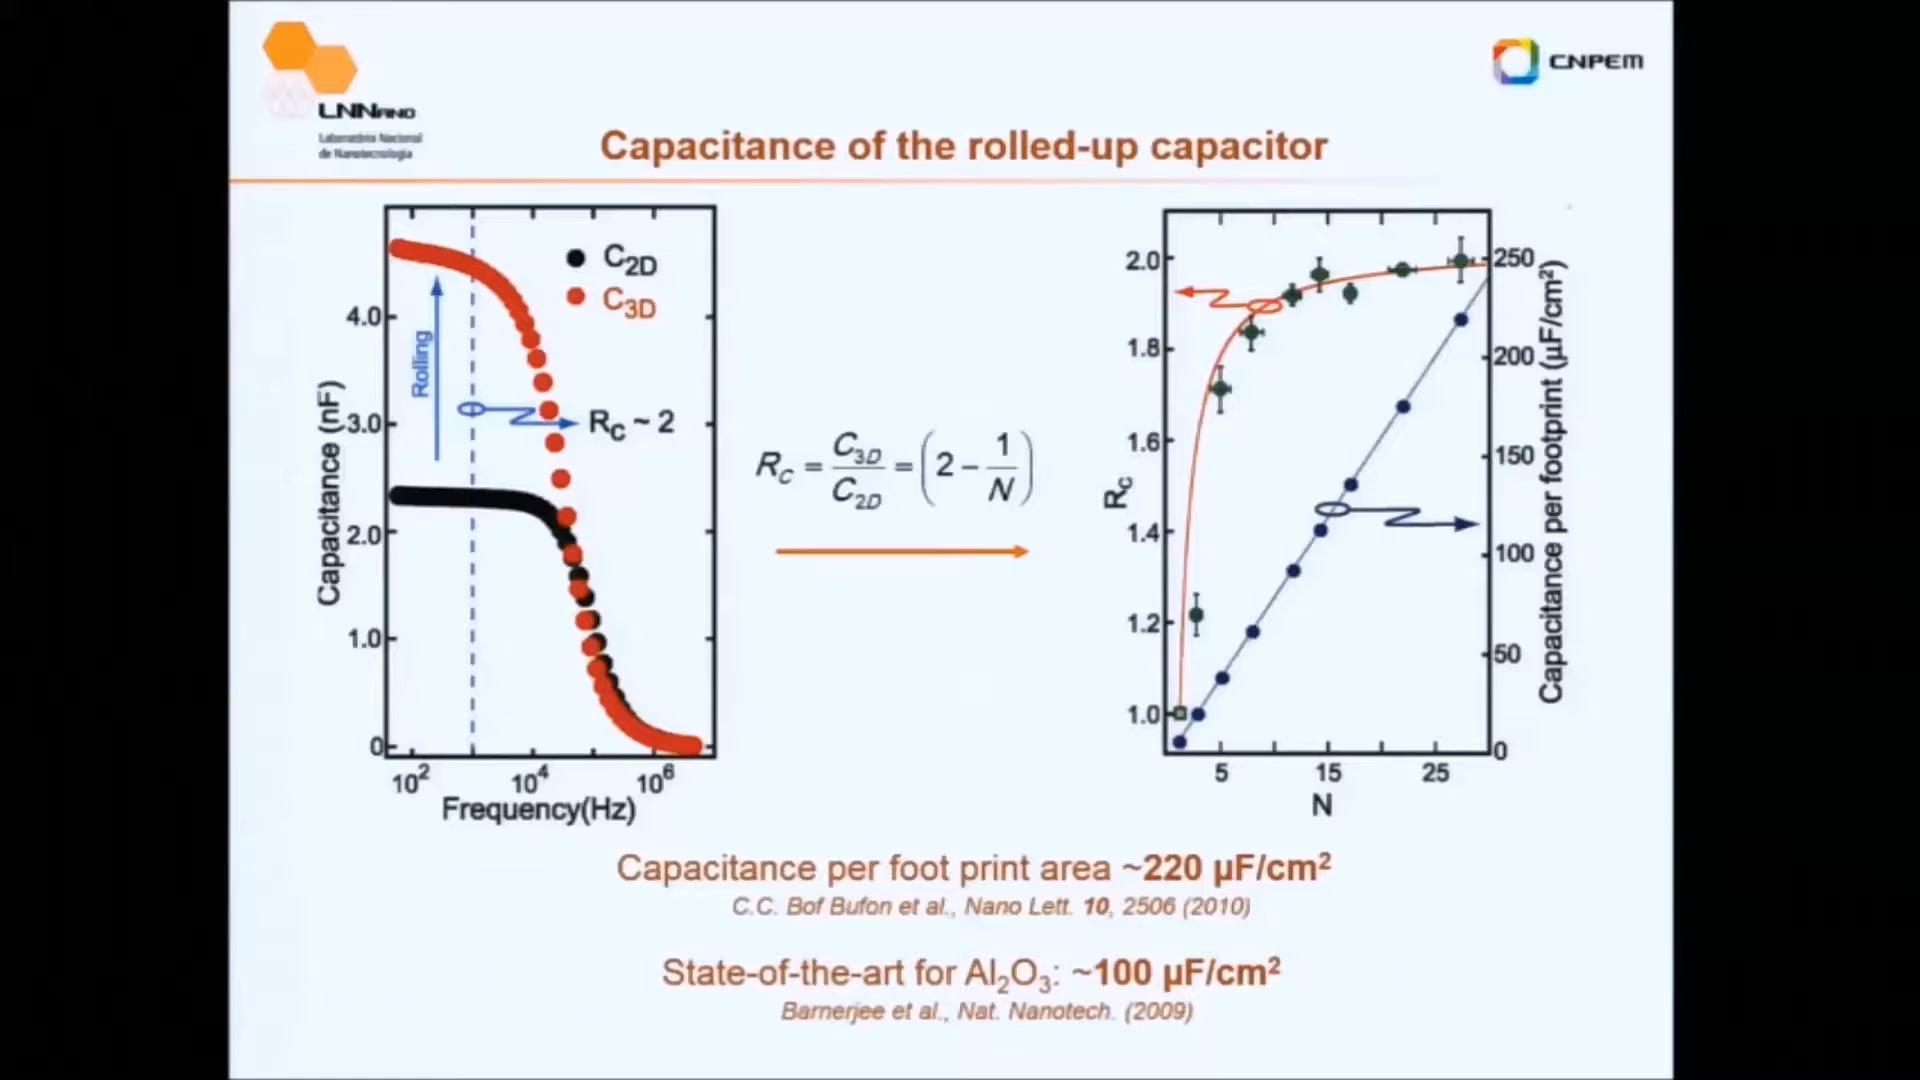 LNNano
Laboratório Nacional
de Nanotecnologia
CNPEM
Capacitance of the rolled-up capacitor
Capacitance (nF)
4.0
3.0
2.0
1.0
0
10² 10⁴ 10⁶
Frequency(Hz)
C2D
C3D
Rolling
RC ~ 2
RC = C3D / C2D = (2 − 1/N)
RC
2.0
1.8
1.6
1.4
1.2
1.0
5 15 25
N
250
200
150
100
50
0
Capacitance per footprint (µF/cm²)
Capacitance per foot print area ~220 µF/cm²
C.C. Bof Bufon et al., Nano Lett. 10, 2506 (2010)
State-of-the-art for Al₂O₃: ~100 µF/cm²
Barnerjee et al., Nat. Nanotech. (2009)